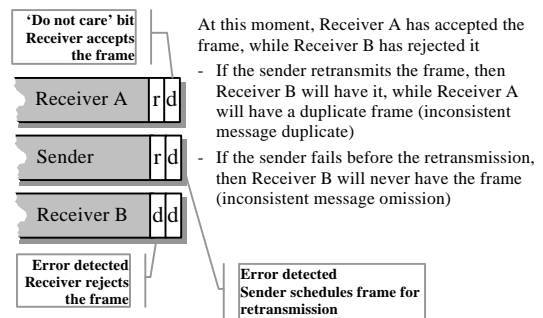 ‘Do not care’ bit
Receiver accepts
the frame
At this moment, Receiver A has accepted the
frame, while Receiver B has rejected it
- If the sender retransmits the frame, then
Receiver B will have it, while Receiver A
will have a duplicate frame (inconsistent
message duplicate)
- If the sender fails before the retransmission,
then Receiver B will never have the frame
(inconsistent message omission)
Receiver A r d
Sender r d
Receiver B d d
Error detected
Receiver rejects
the frame
Error detected
Sender schedules frame for
retransmission